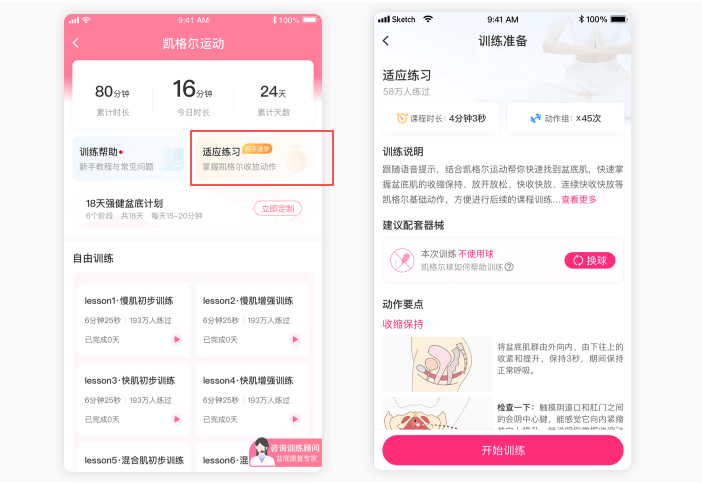 9:41 AM
100%
凯格尔运动
80分钟
16分钟
24天
累计时长
今日时长
累计天数
训练帮助
新手教程与常见问题
适应练习
新手速学
掌握凯格尔收放动作
18天强健盆底计划
6个阶段 共18天 每天15~20分钟
立即定制
自由训练
lesson1·慢肌初步训练
lesson2·慢肌增强训练
6分钟25秒 193万人练过
6分钟25秒 193万人练过
已完成0天
已完成0天
lesson3·快肌初步训练
lesson4·快肌增强训练
6分钟25秒 193万人练过
6分钟25秒 193万人练过
已完成0天
已完成0天
lesson5·混合肌初步训练
lesson6·混
咨询训练顾问
盆底康复专家
Sketch
9:41 AM
100%
训练准备
适应练习
58万人练过
课程时长: 4分钟3秒
动作组: x45次
训练说明
跟随语音提示，结合凯格尔运动帮你快速找到盆底肌，快速掌
握盆底肌的收缩保持、放开放松、快收快放、连续快收快放等
凯格尔基础动作，方便进行后续的课程训练...查看更多
建议配套器械
本次训练 不使用球
凯格尔球如何帮助训练
换球
动作要点
收缩保持
将盆底肌群由外向内、由下往上的
收紧和提升，保持3秒，期间保持
正常呼吸。
检查一下：触摸阴道口和肛门之间
的会阴中心腱，能感觉它向内紧缩
开始训练